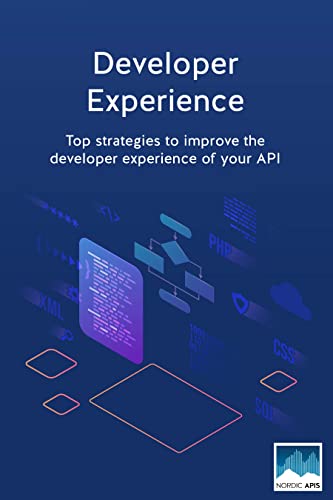 Developer
Experience
Top strategies to improve the
developer experience of your API
</>
PHP
XML
CSS
NORDIC APIS